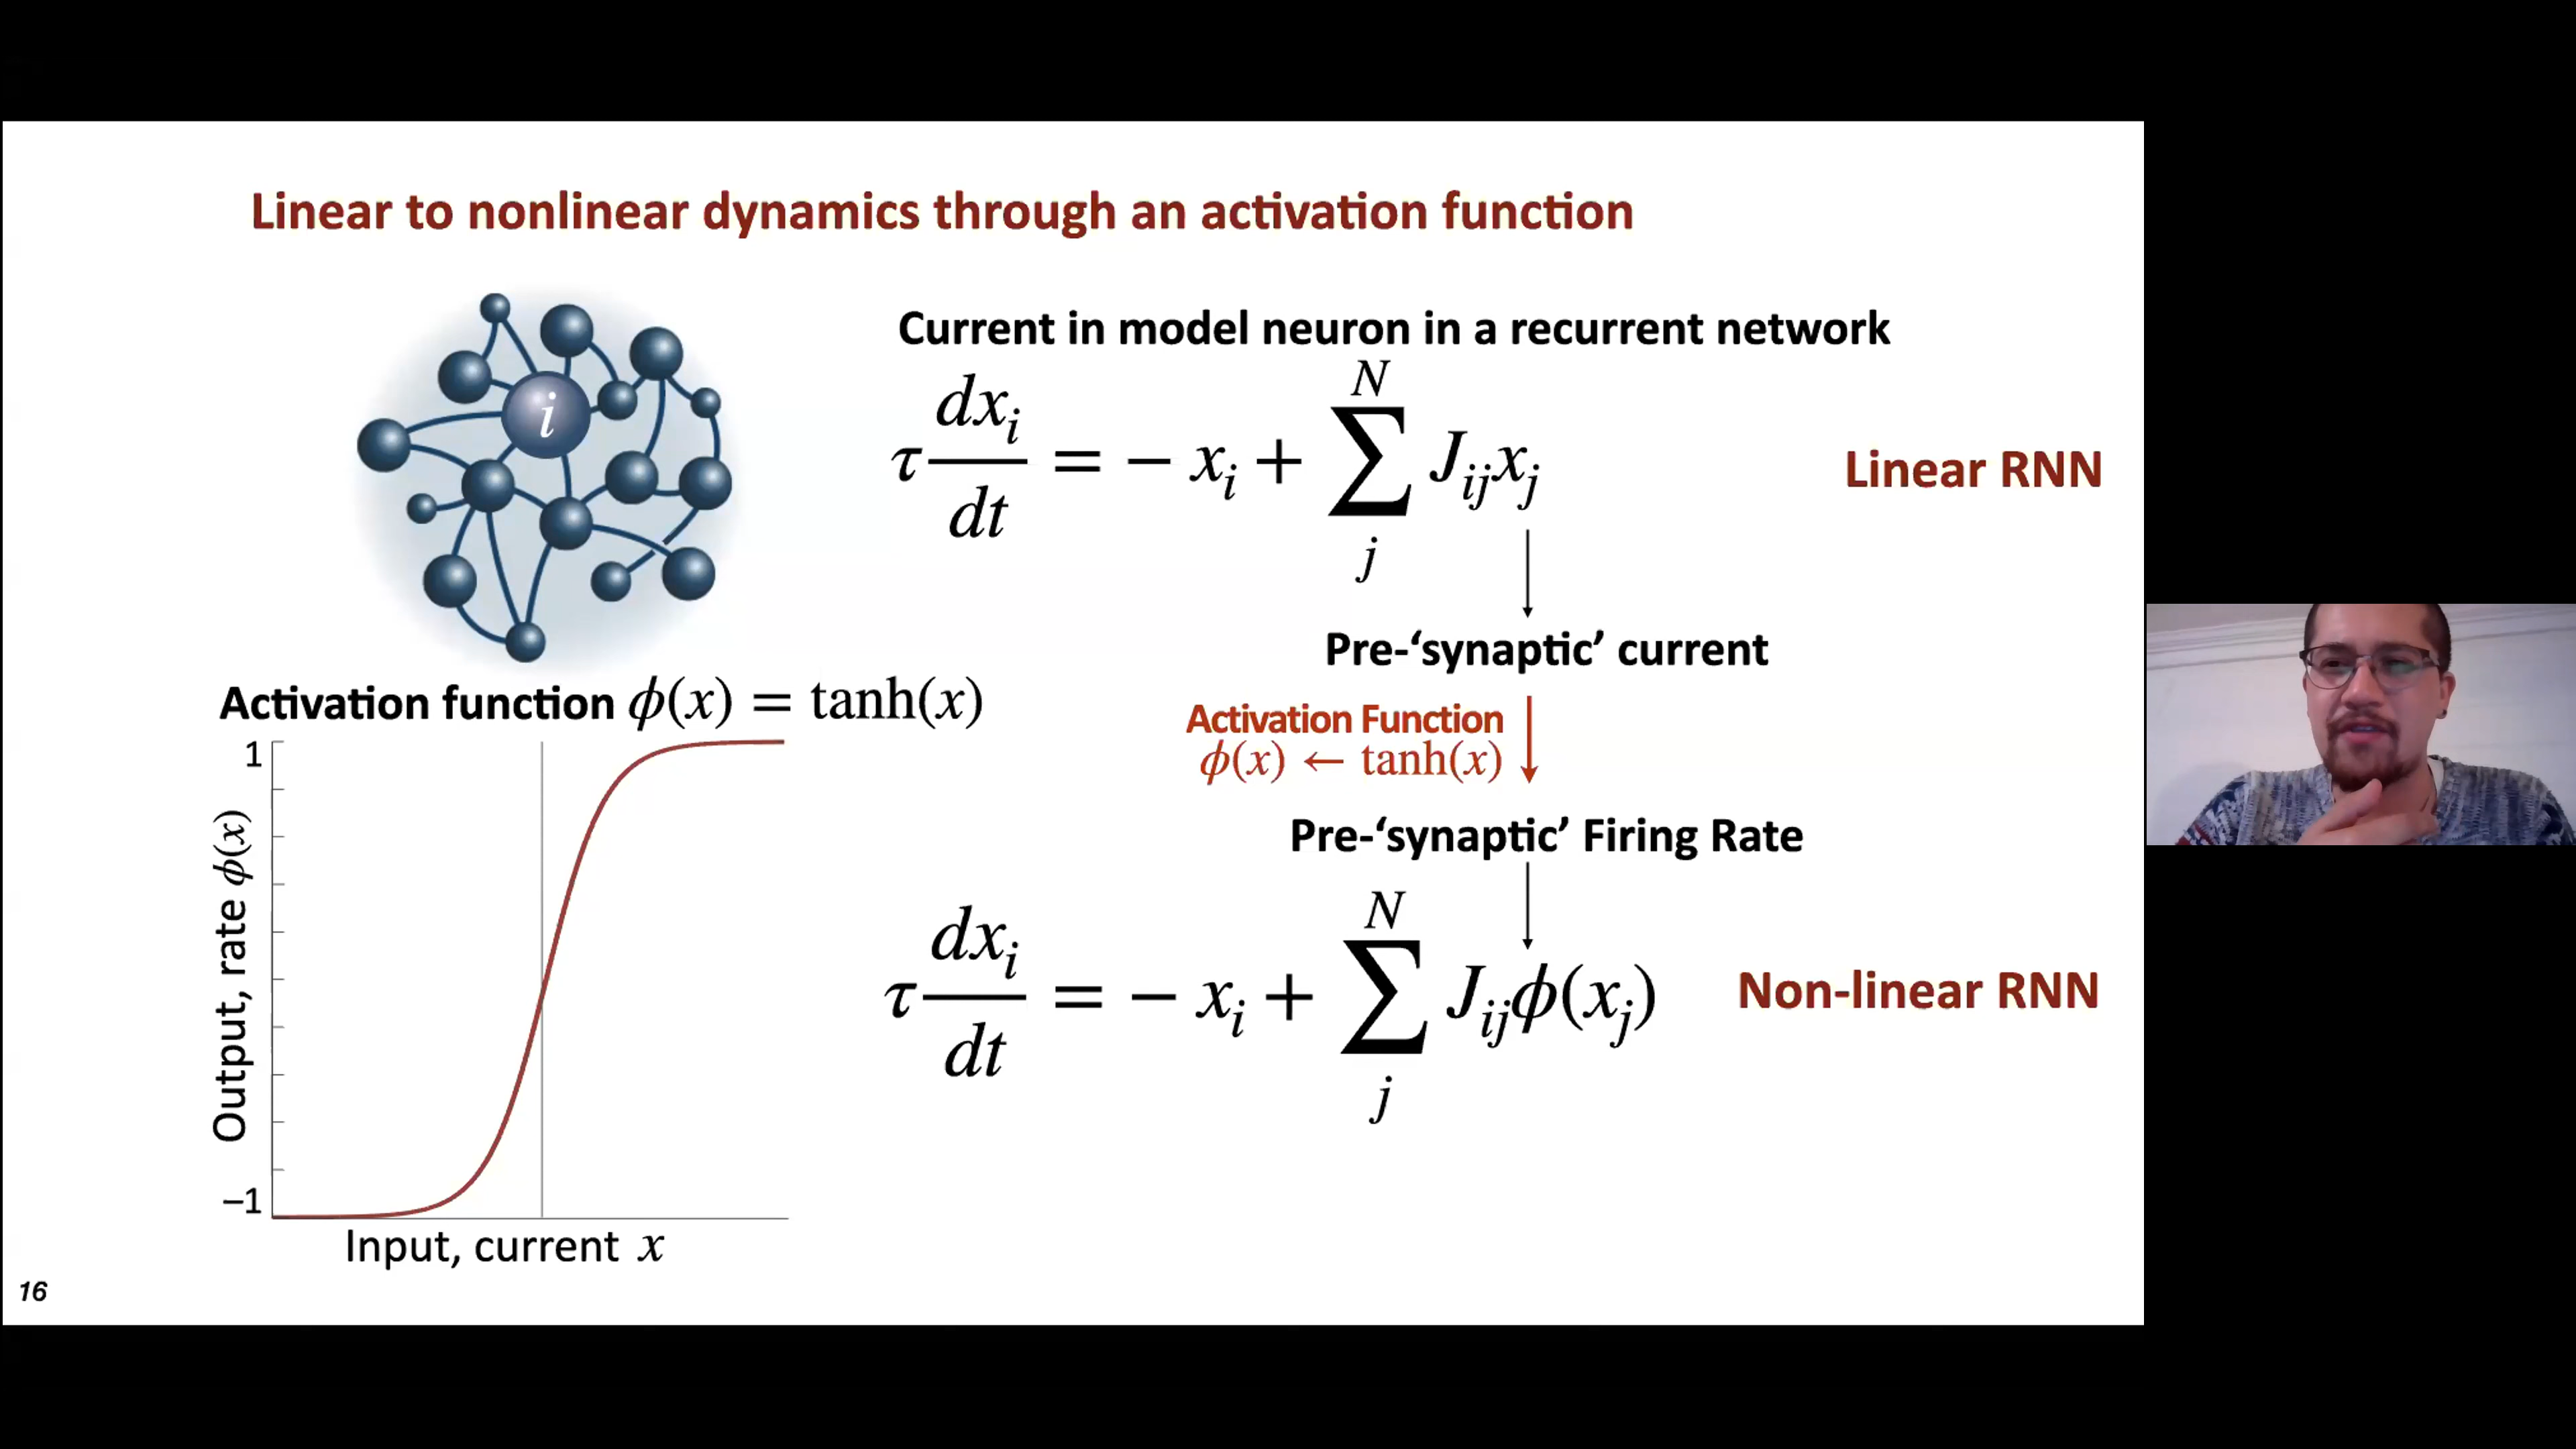 Linear to nonlinear dynamics through an activation function
i
Current in model neuron in a recurrent network
τ dx_i/dt = − x_i + ∑_j^N J_ij x_j
Linear RNN
Pre-‘synaptic’ current
Activation Function
ϕ(x) ← tanh(x)
Pre-‘synaptic’ Firing Rate
τ dx_i/dt = − x_i + ∑_j^N J_ij ϕ(x_j)
Non-linear RNN
Activation function ϕ(x) = tanh(x)
1
Output, rate ϕ(x)
–1
Input, current x
16